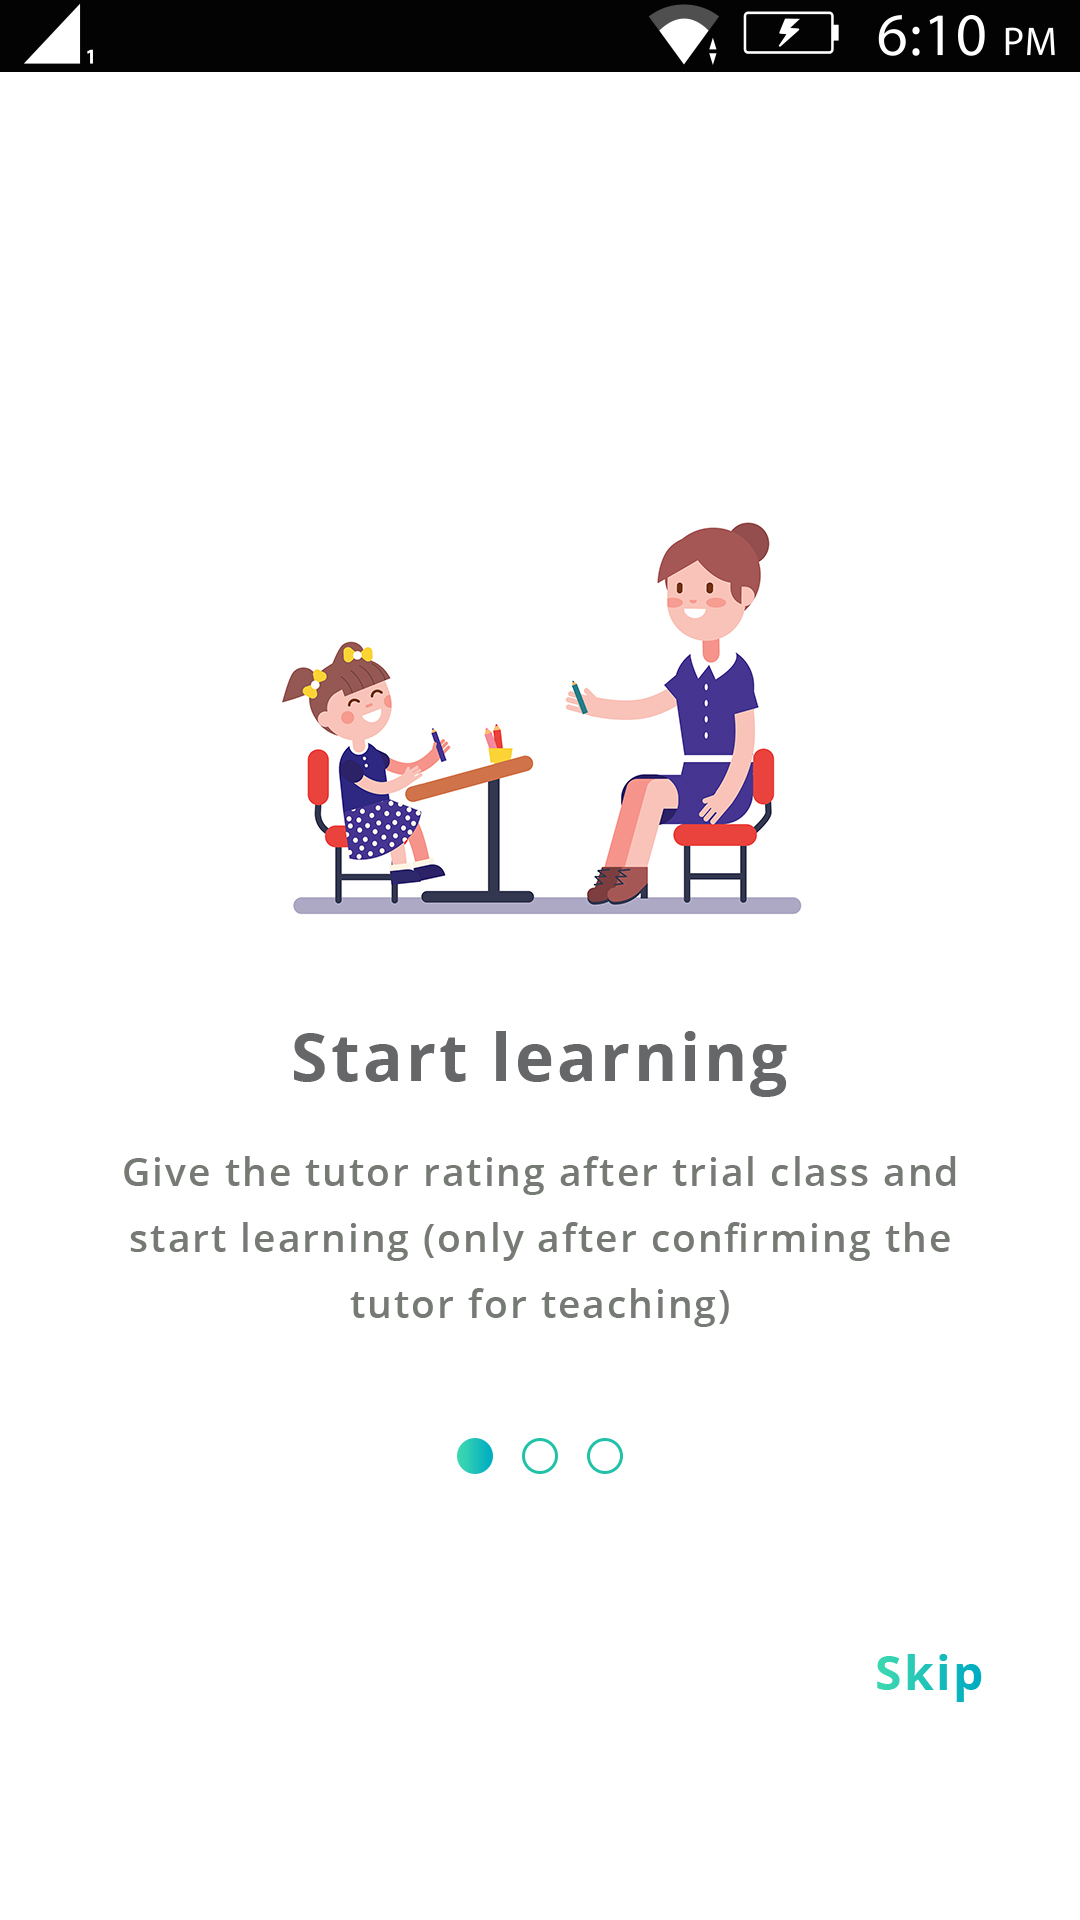 1
6:10 PM
Start learning
Give the tutor rating after trial class and
start learning (only after confirming the
tutor for teaching)
Skip